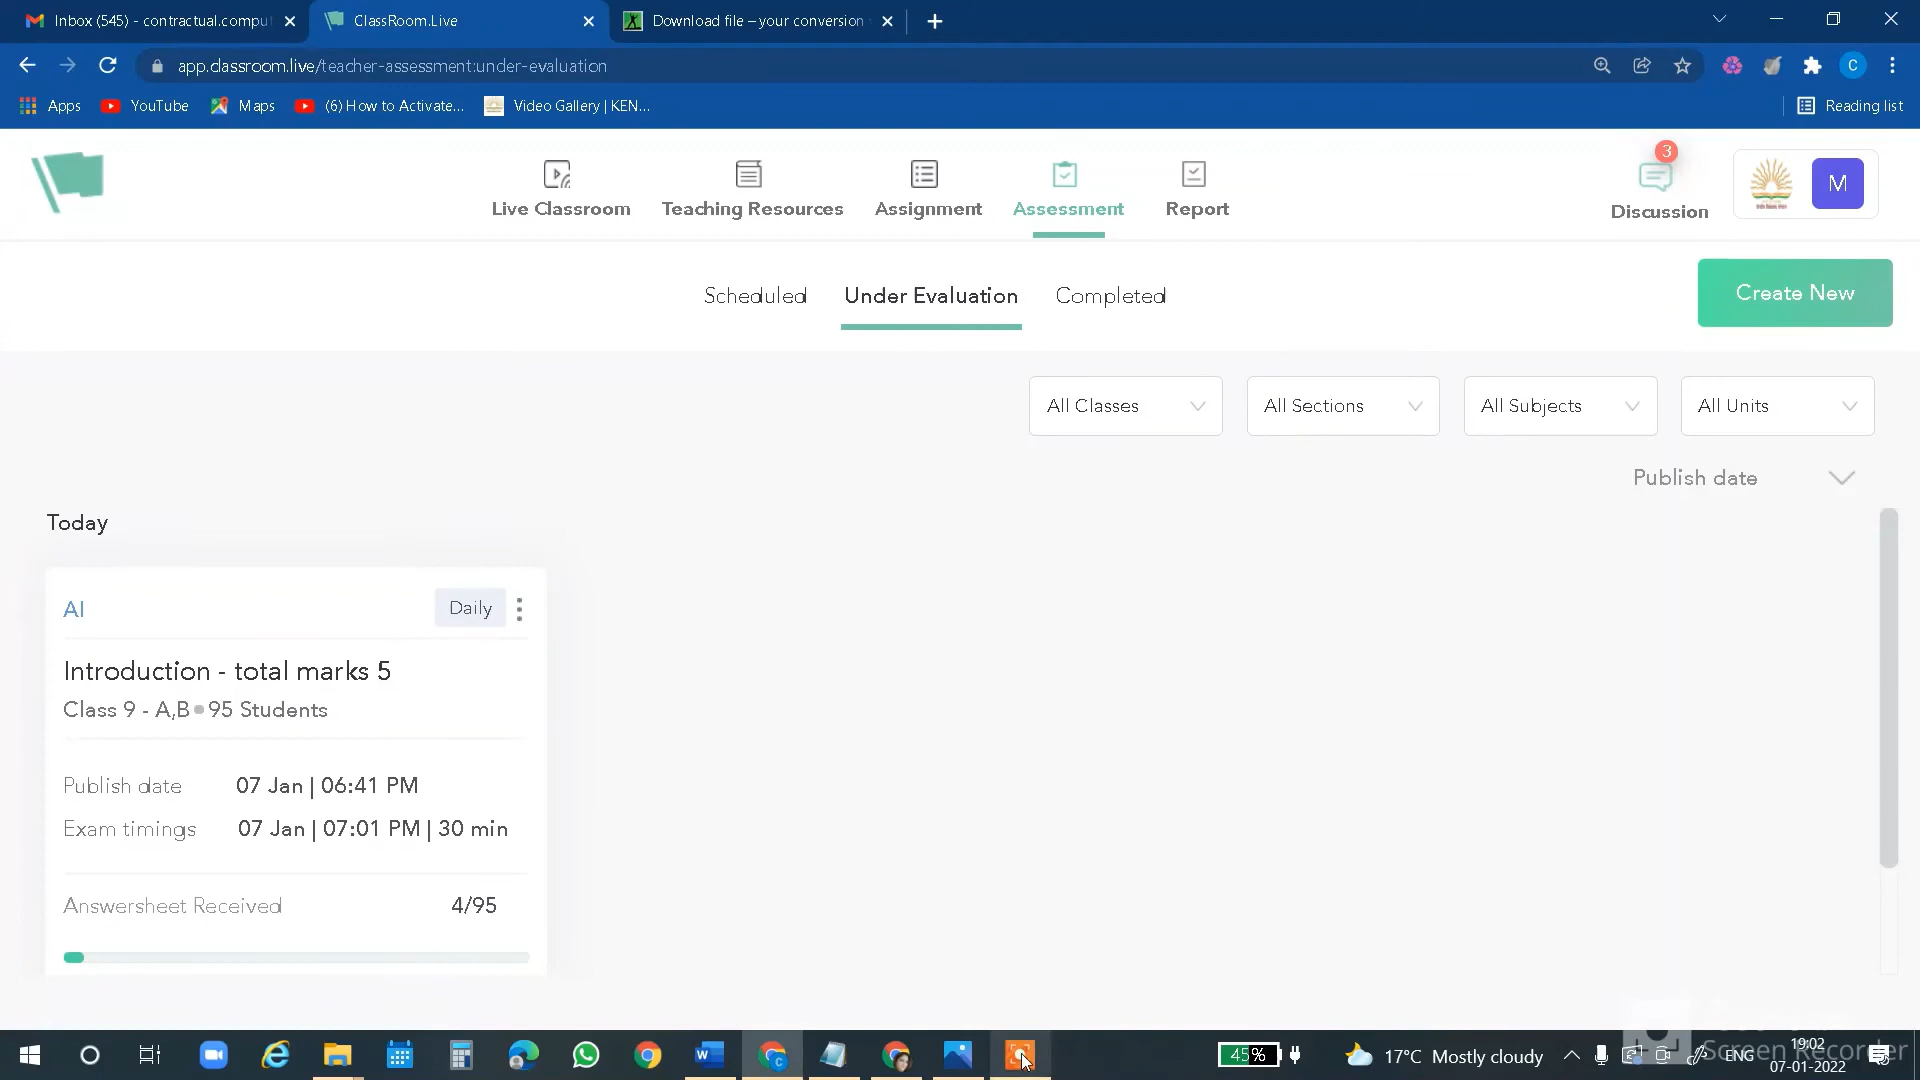 Inbox (545) - contractual.compu
ClassRoom.Live
Download file – your conversion
app.classroom.live/teacher-assessment:under-evaluation
C
Apps
YouTube
Maps
(6) How to Activate...
Video Gallery | KEN...
Reading list
Live Classroom
Teaching Resources
Assignment
Assessment
Report
3
Discussion
M
Scheduled
Under Evaluation
Completed
Create New
All Classes
All Sections
All Subjects
All Units
Publish date
Today
AI
Daily
Introduction - total marks 5
Class 9 - A,B 95 Students
Publish date 07 Jan | 06:41 PM
Exam timings 07 Jan | 07:01 PM | 30 min
Answersheet Received 4/95
45%
17°C Mostly cloudy
ENG
19:02
07-01-2022
Screen Recorder